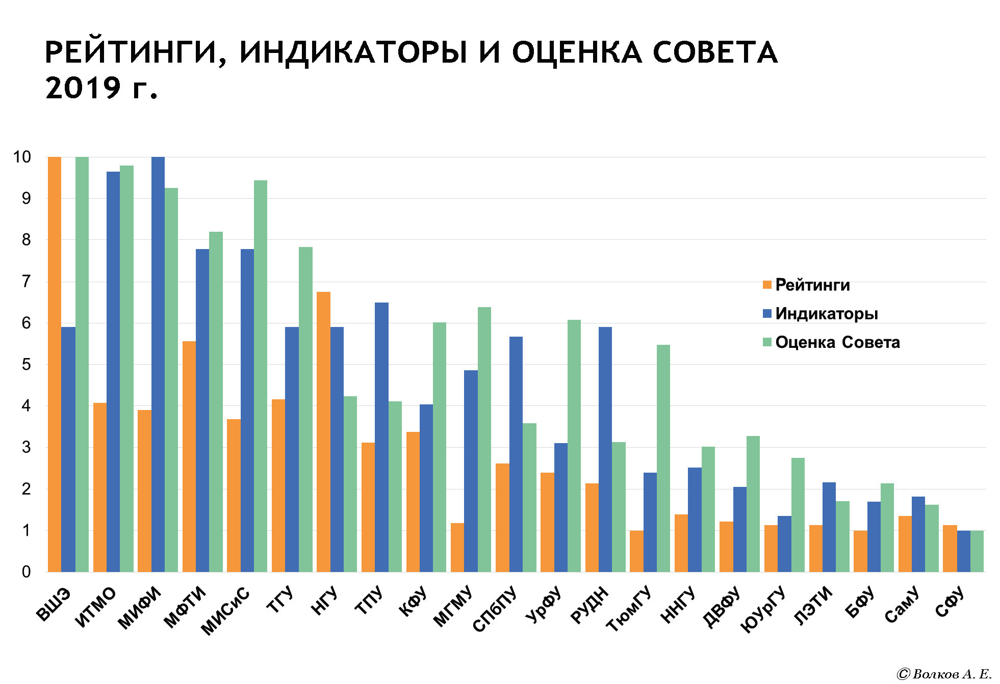 РЕЙТИНГИ, ИНДИКАТОРЫ И ОЦЕНКА СОВЕТА
2019 г.
10
9
8
7
6
5
4
3
2
1
0
Рейтинги
Индикаторы
Оценка Совета
ВШЭ
ИТМО
МИФИ
МФТИ
МИСиС
ТГУ
НГУ
ТПУ
КФУ
МГМУ
СПбПУ
УрФУ
РУДН
ТюмГУ
ННГУ
ДВФУ
ЮУрГУ
ЛЭТИ
БФУ
СамУ
СФУ
© Волков А. Е.